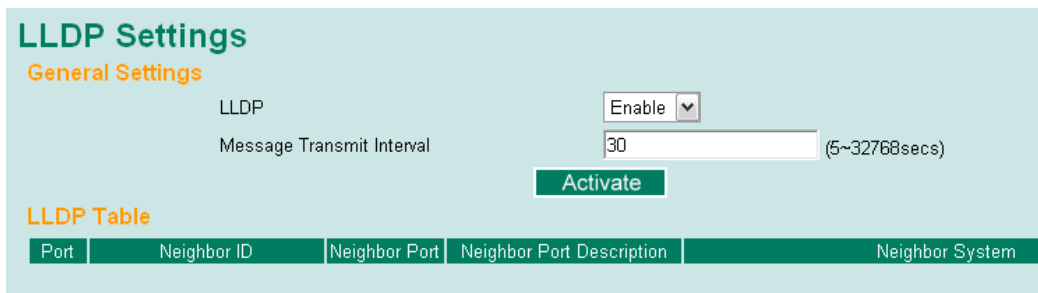 LLDP Settings
General Settings
LLDP Enable
Message Transmit Interval 30 (5~32768secs)
Activate
LLDP Table
Port Neighbor ID Neighbor Port Neighbor Port Description Neighbor System